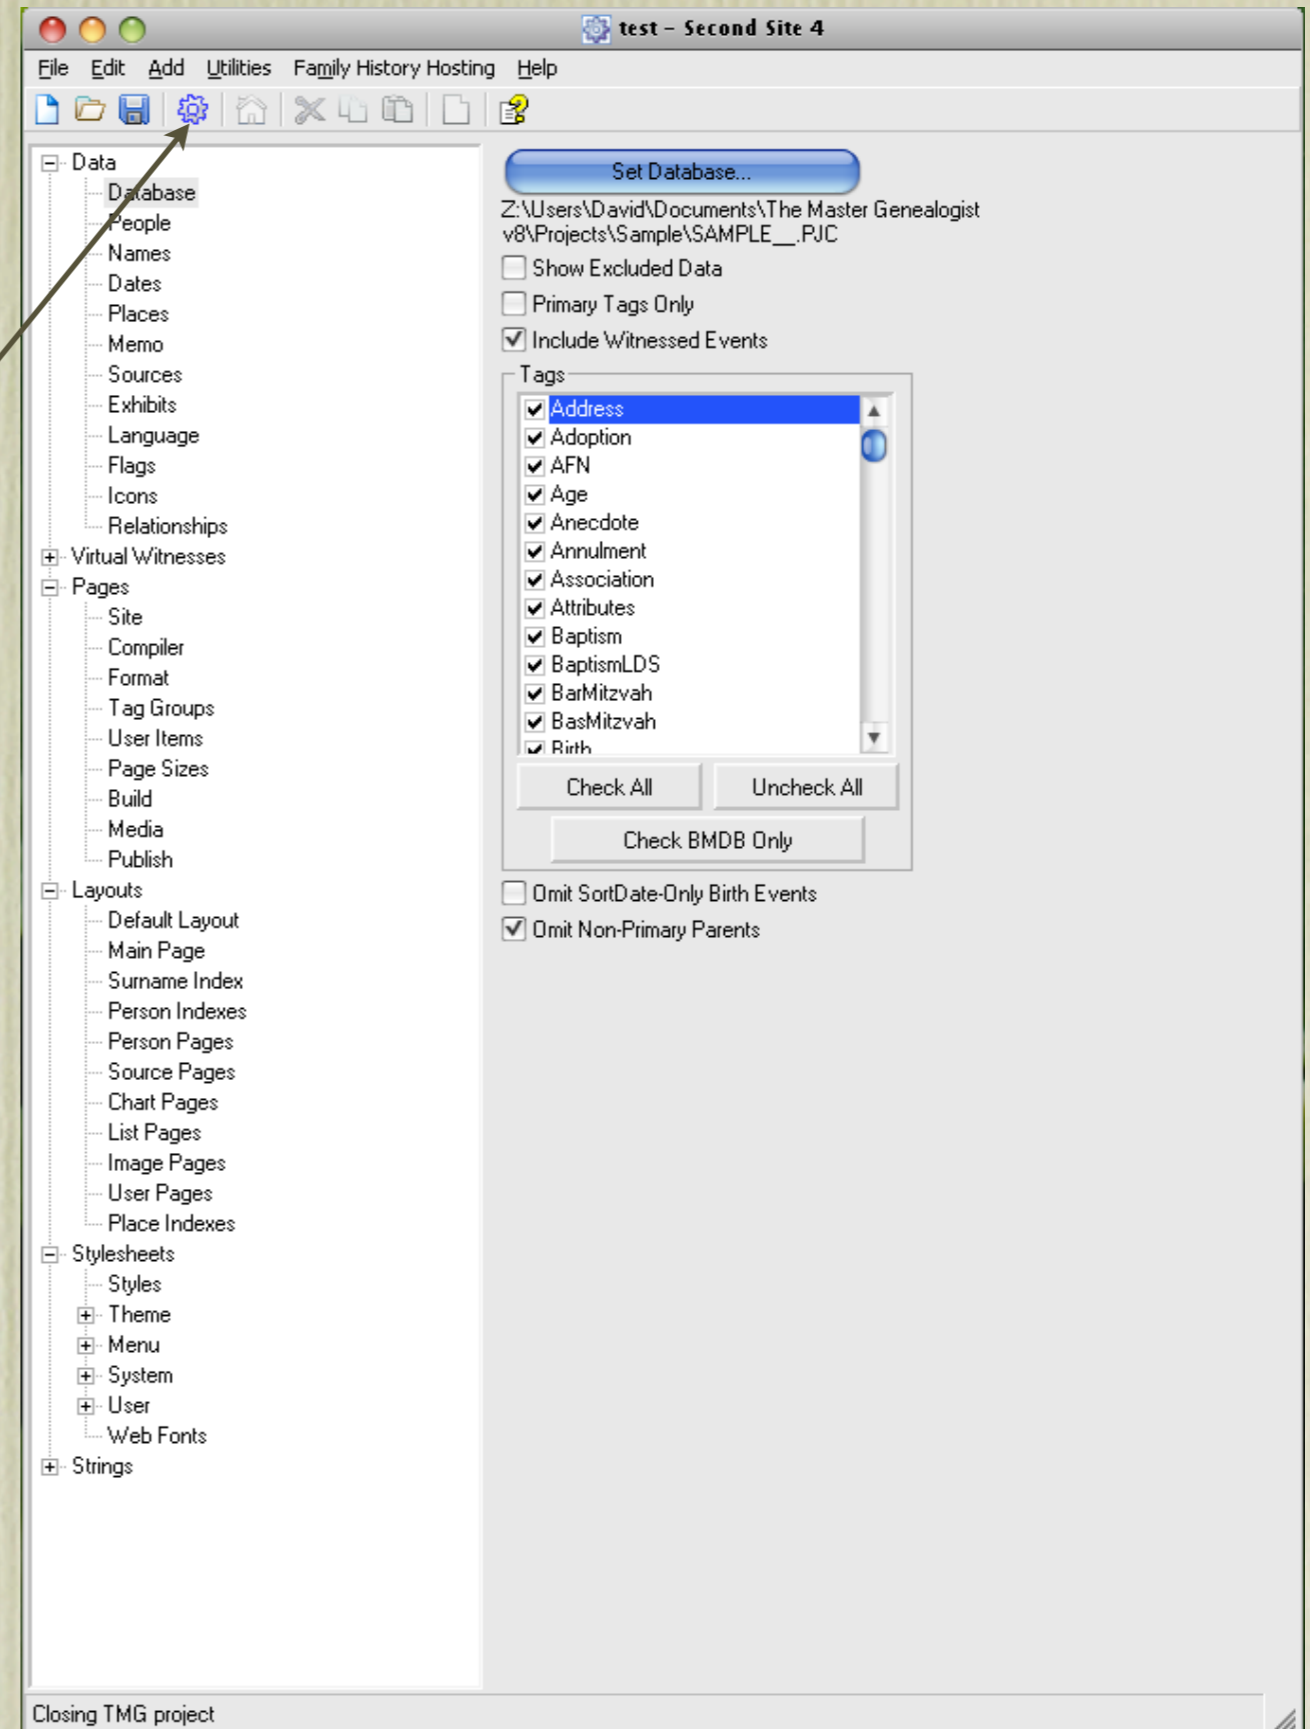 test – Second Site 4
File Edit Add Utilities Family History Hosting Help
Data
Database
People
Names
Dates
Places
Memo
Sources
Exhibits
Language
Flags
Icons
Relationships
Virtual Witnesses
Pages
Site
Compiler
Format
Tag Groups
User Items
Page Sizes
Build
Media
Publish
Layouts
Default Layout
Main Page
Surname Index
Person Indexes
Person Pages
Source Pages
Chart Pages
List Pages
Image Pages
User Pages
Place Indexes
Stylesheets
Styles
Theme
Menu
System
User
Web Fonts
Strings
Set Database...
Z:\Users\David\Documents\The Master Genealogist
v8\Projects\Sample\SAMPLE__.PJC
Show Excluded Data
Primary Tags Only
Include Witnessed Events
Tags
Address
Adoption
AFN
Age
Anecdote
Annulment
Association
Attributes
Baptism
BaptismLDS
BarMitzvah
BasMitzvah
Birth
Check All Uncheck All
Check BMDB Only
Omit SortDate-Only Birth Events
Omit Non-Primary Parents
Closing TMG project